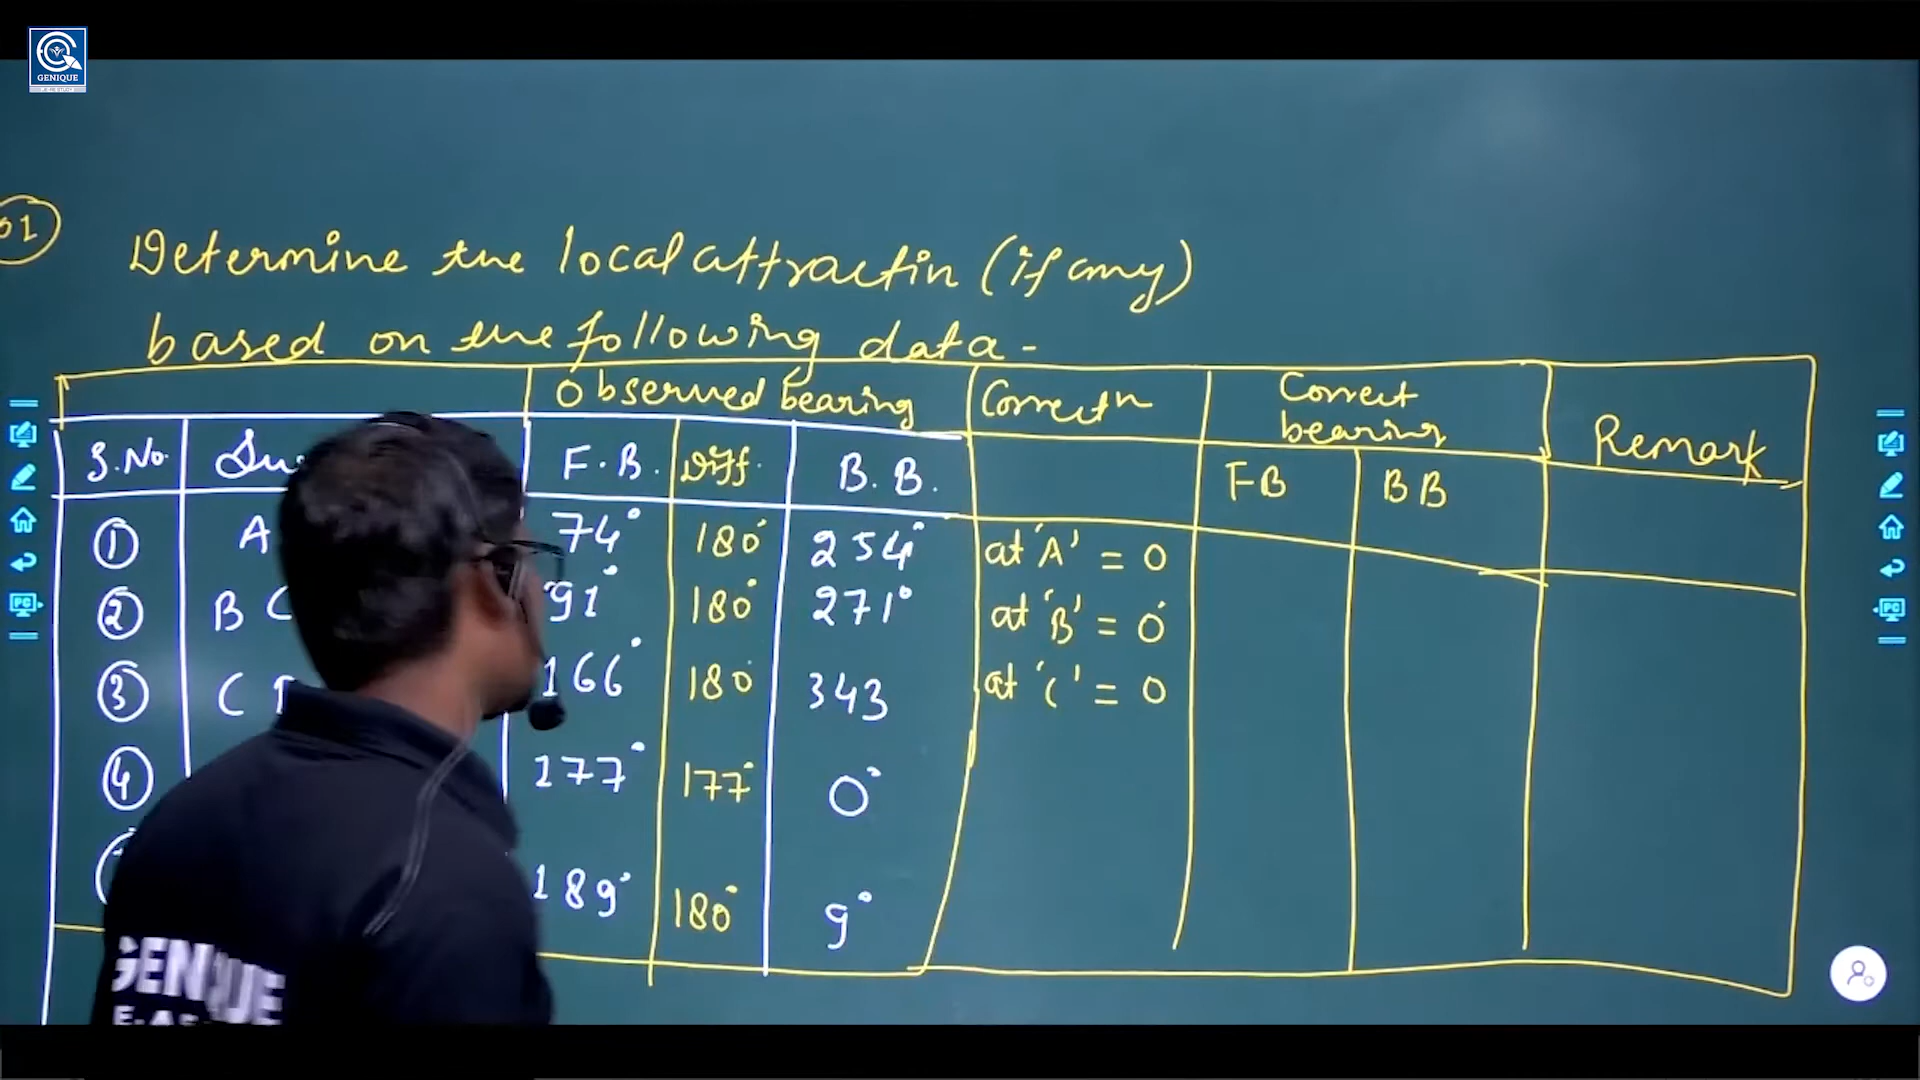 GENIQUE
Determine the local attractin (if any)
based on the following data -
Observed bearing Correctn Correct bearing Remark
S.No. F.B. Diff. B.B. FB BB
① A 74° 180° 254° at 'A' = 0
② B C 91° 180° 271° at 'B' = 0°
③ C 166° 180° 343 at 'C' = 0
④ 177° 177° 0°
189° 180° 9°
PC PC